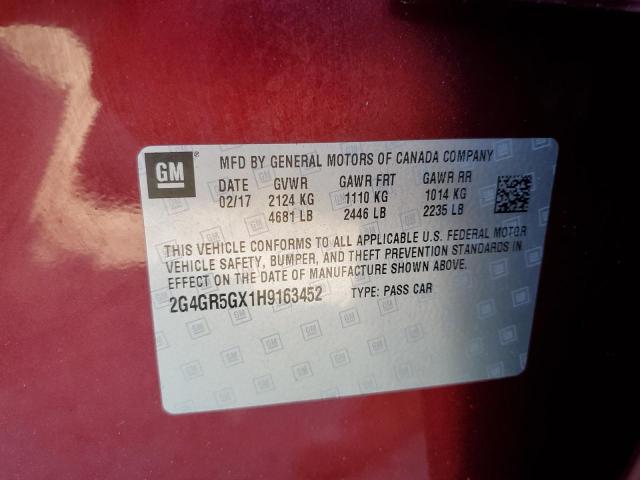 GM®
MFD BY GENERAL MOTORS OF CANADA COMPANY
DATE GVWR GAWR FRT GAWR RR
02/17 2124 KG 1110 KG 1014 KG
4681 LB 2446 LB 2235 LB
THIS VEHICLE CONFORMS TO ALL APPLICABLE U.S. FEDERAL MOTOR
VEHICLE SAFETY, BUMPER, AND THEFT PREVENTION STANDARDS IN
EFFECT ON THE DATE OF MANUFACTURE SHOWN ABOVE.
2G4GR5GX1H9163452 TYPE: PASS CAR